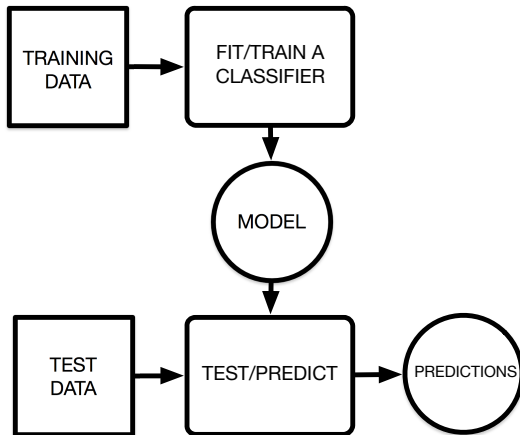 TRAINING
DATA
FIT/TRAIN A
CLASSIFIER
MODEL
TEST
DATA
TEST/PREDICT
PREDICTIONS